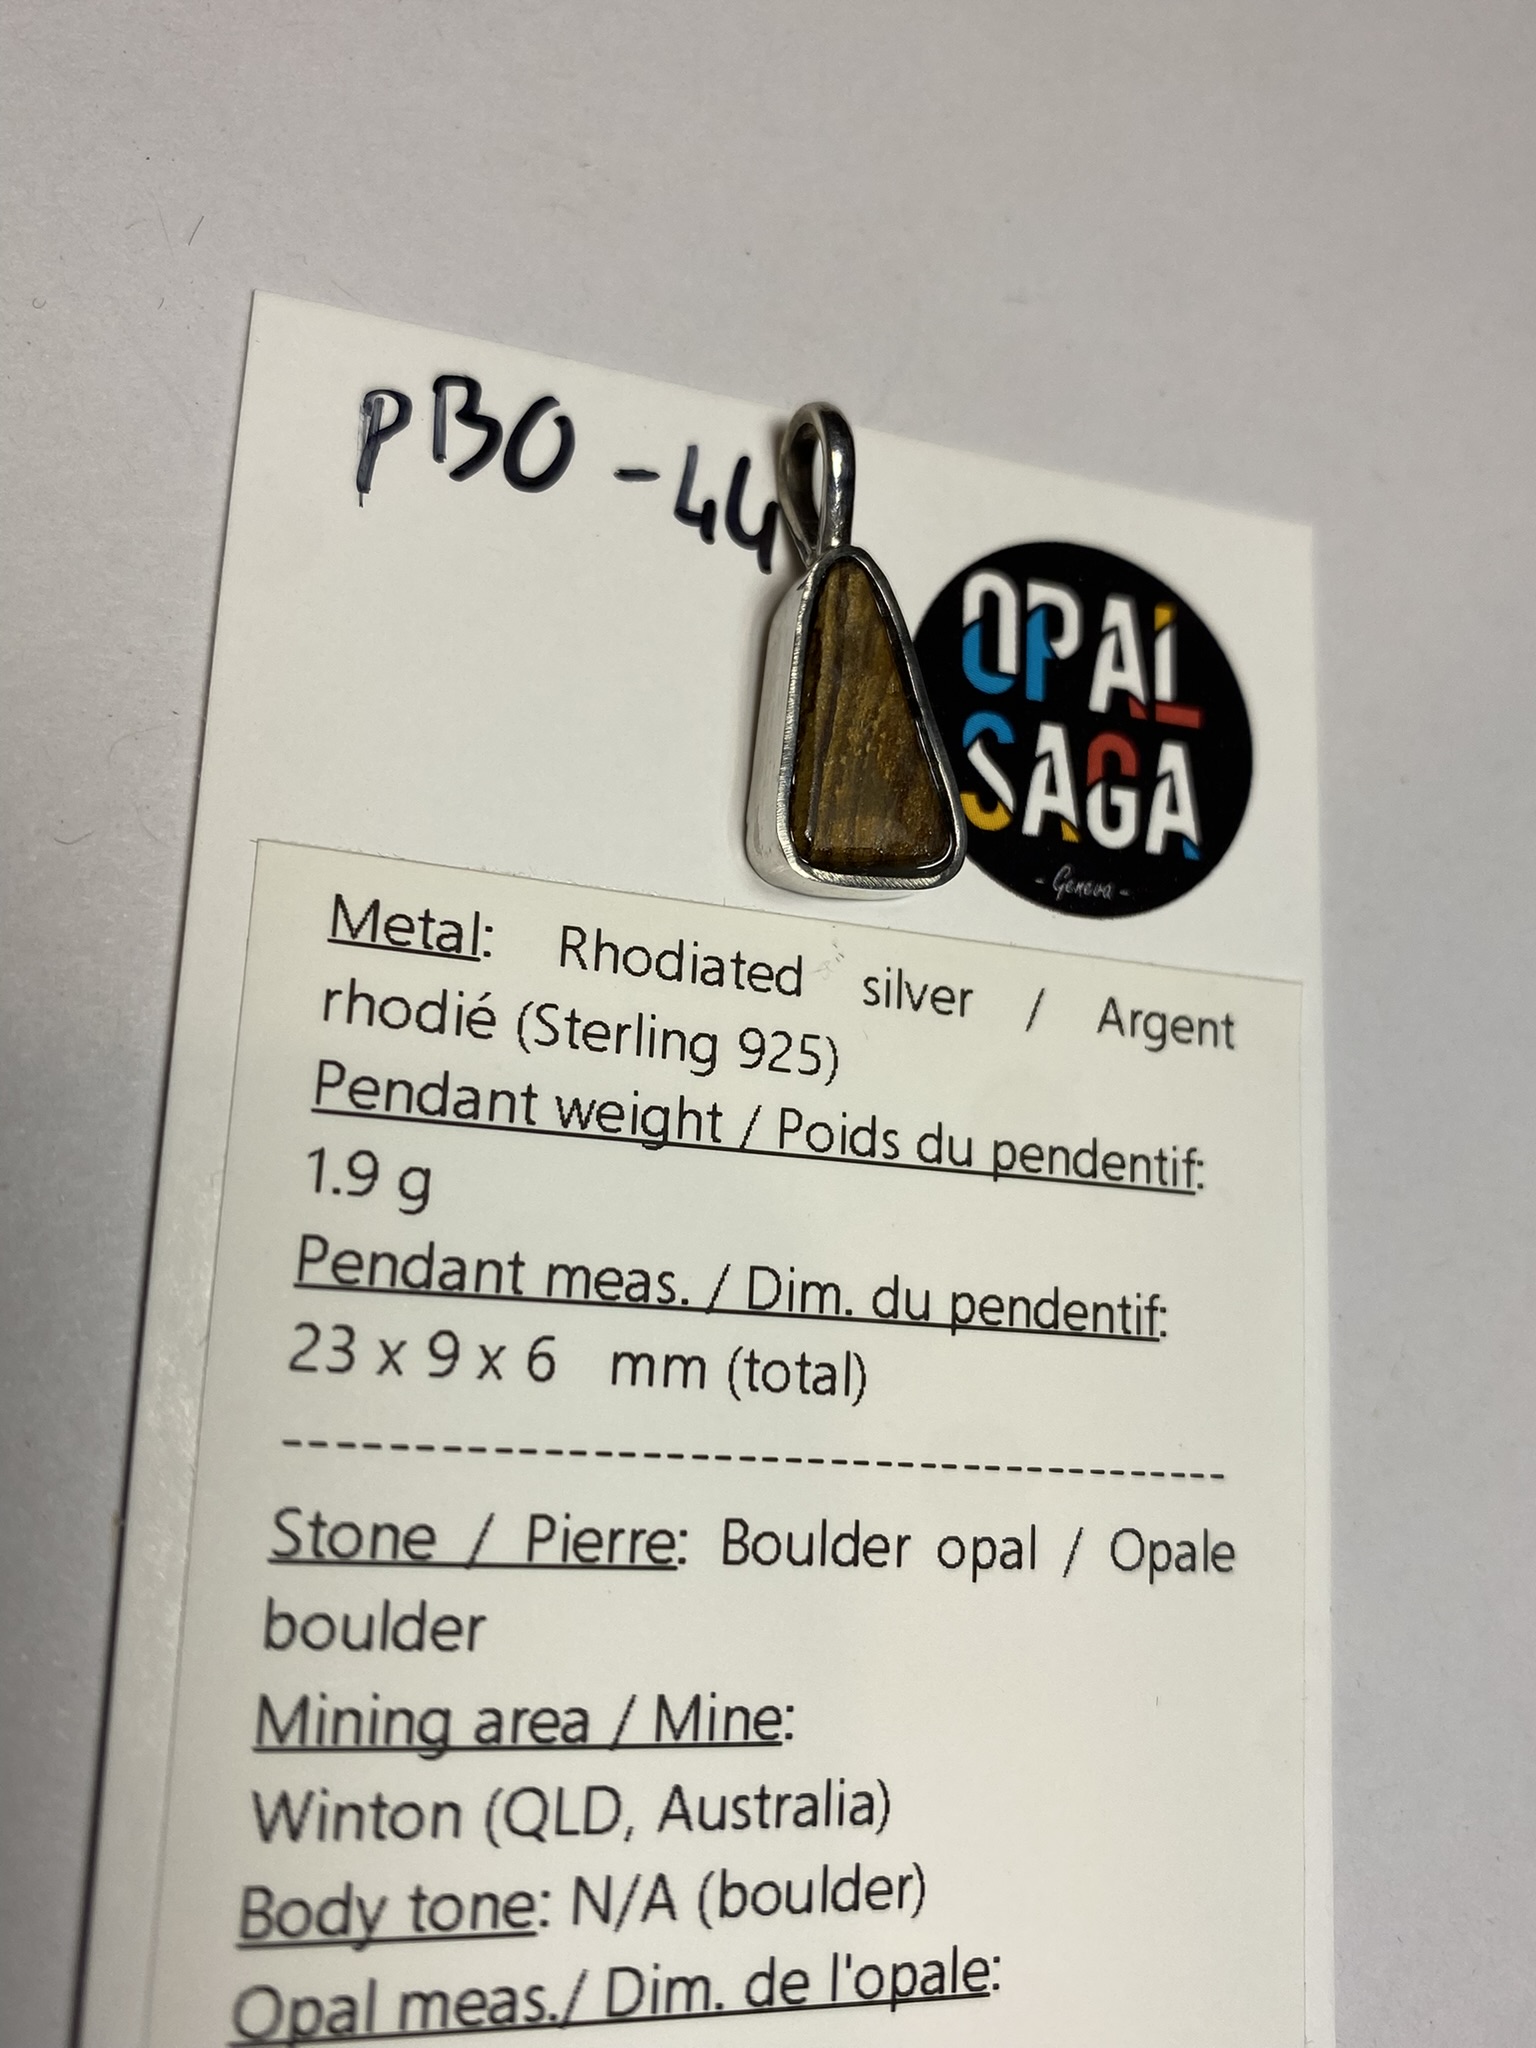 PBO-44
OPAL
SAGA
- Geneva -
Metal: Rhodiated silver / Argent
rhodié (Sterling 925)
Pendant weight / Poids du pendentif:
1.9 g
Pendant meas. / Dim. du pendentif:
23 x 9 x 6 mm (total)
------------------------------------------
Stone / Pierre: Boulder opal / Opale
boulder
Mining area / Mine:
Winton (QLD, Australia)
Body tone: N/A (boulder)
Opal meas./ Dim. de l'opale: